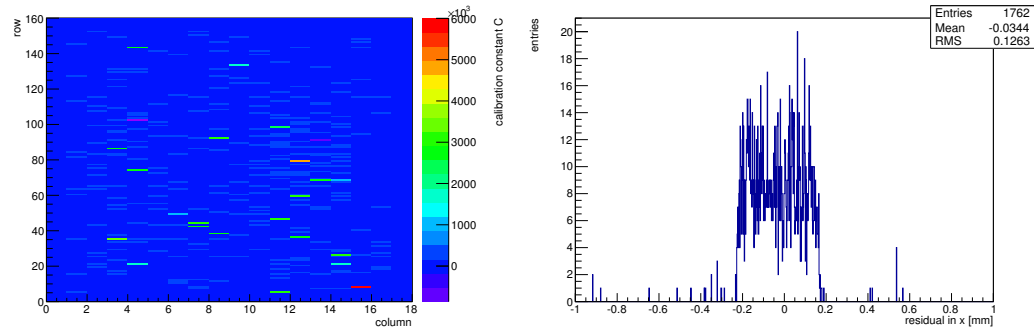 ×10³
160
140
120
100
80
60
40
20
0
row
0 2 4 6 8 10 12 14 16 18
column
6000
5000
4000
3000
2000
1000
0
calibration constant C
Entries 1762
Mean -0.0344
RMS 0.1263
entries
20
18
16
14
12
10
8
6
4
2
0
-1 -0.8 -0.6 -0.4 -0.2 0 0.2 0.4 0.6 0.8 1
residual in x [mm]